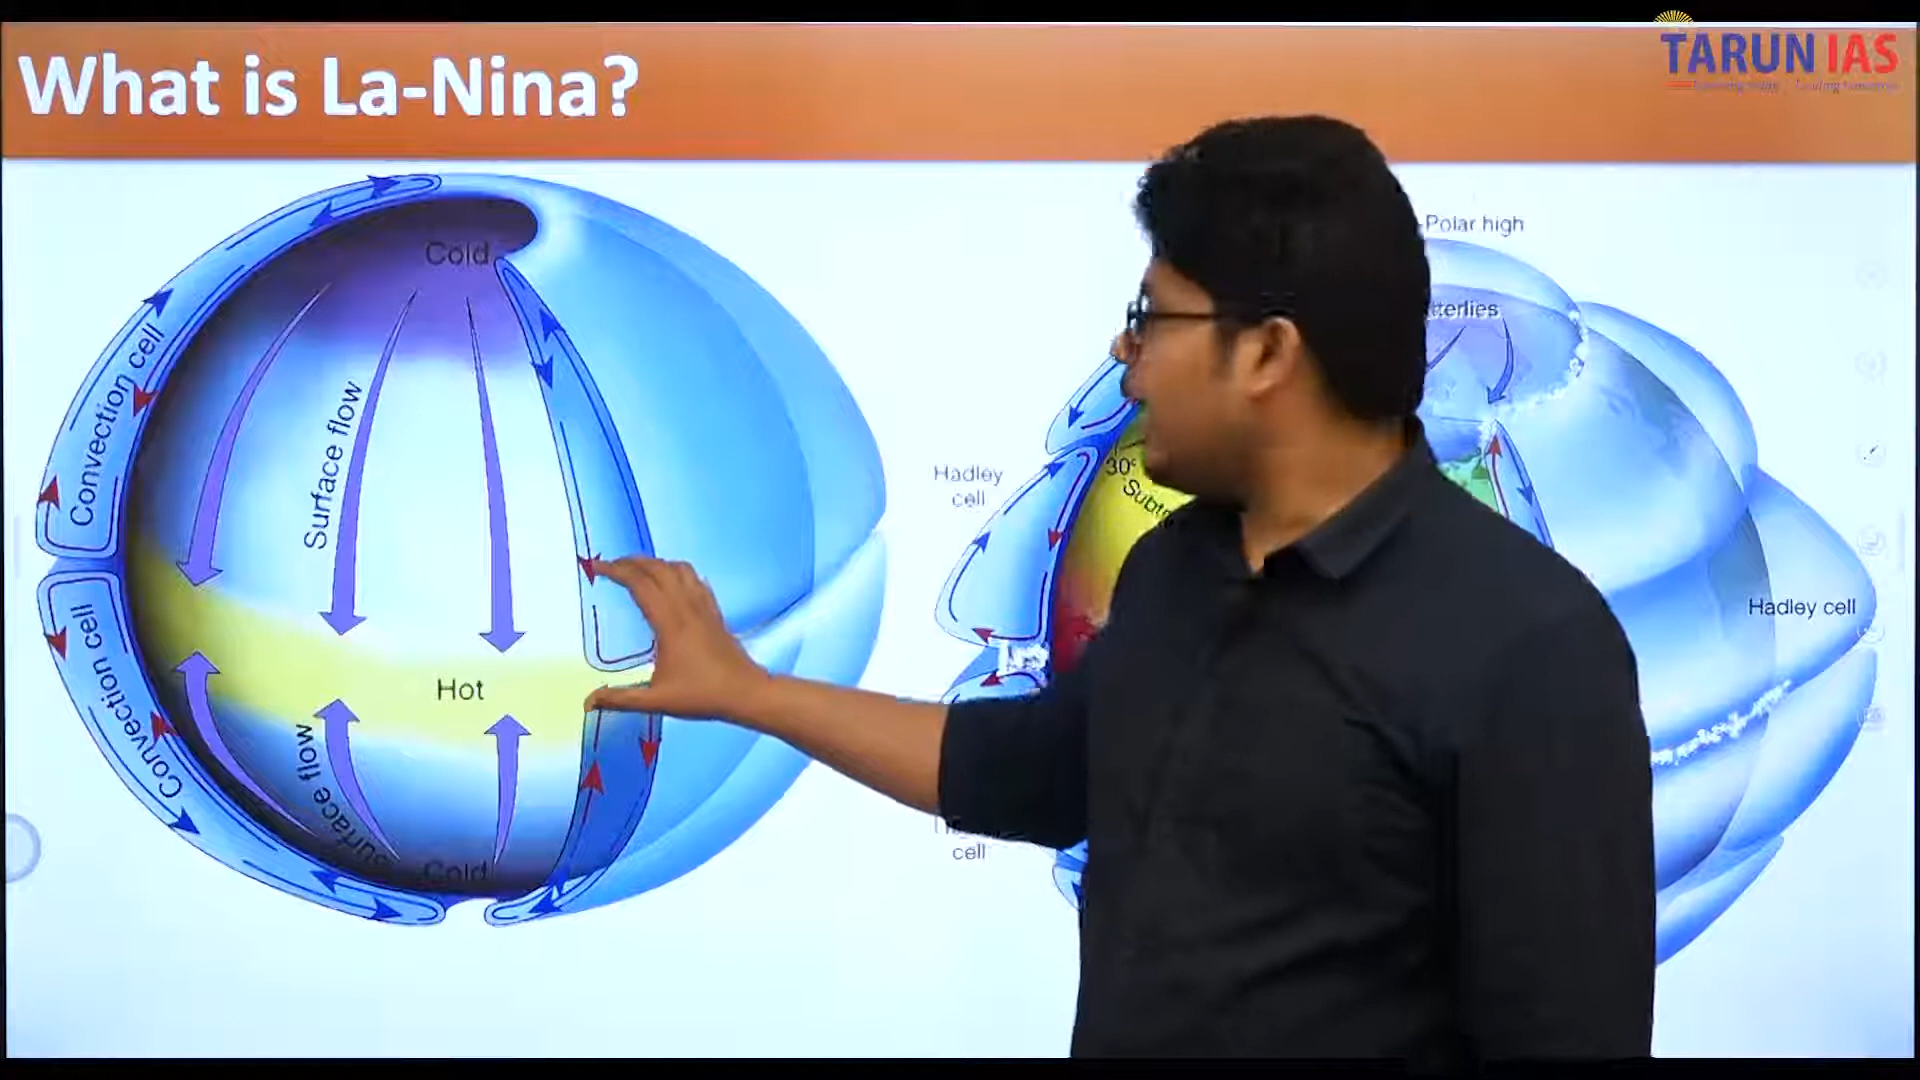 What is La-Nina?
TARUN IAS
Cold
Convection cell
Surface flow
Hot
Convection cell
Surface flow
Cold
Polar high
Hadley
cell
30°
Hadley cell
cell